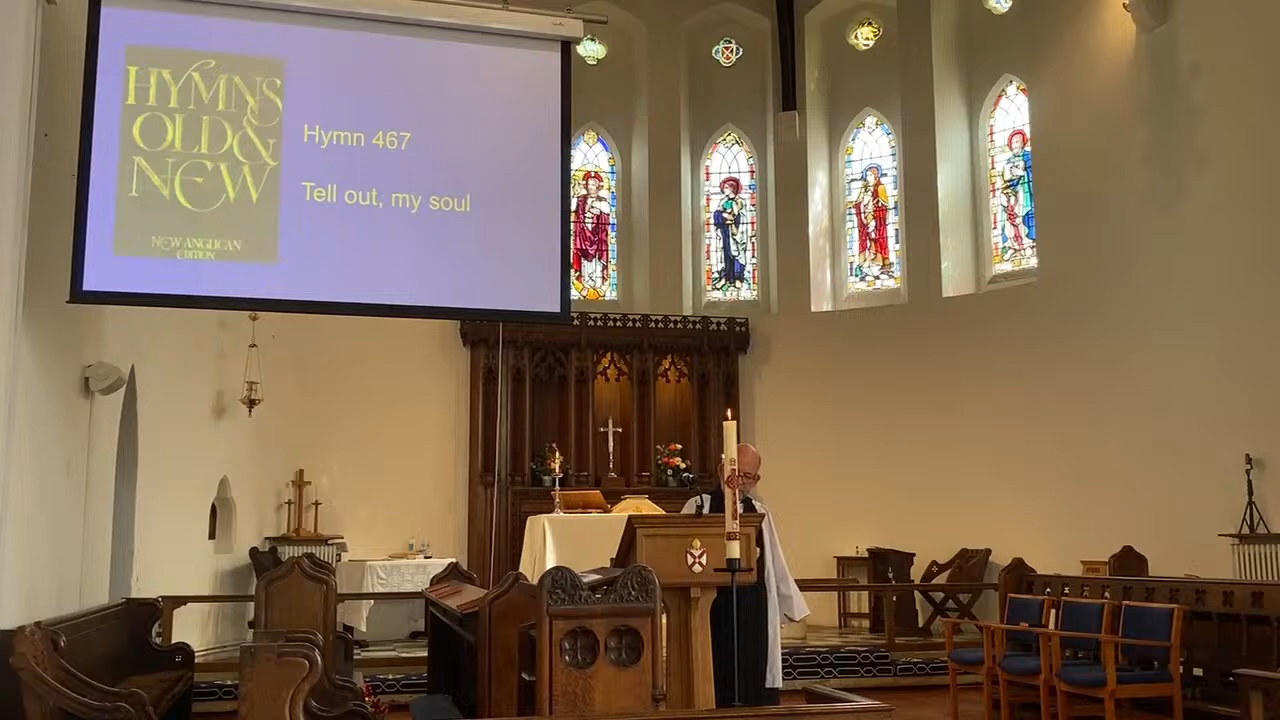 HYMNS
OLD&
NEW
NEW ANGLICAN
EDITION
Hymn 467
Tell out, my soul